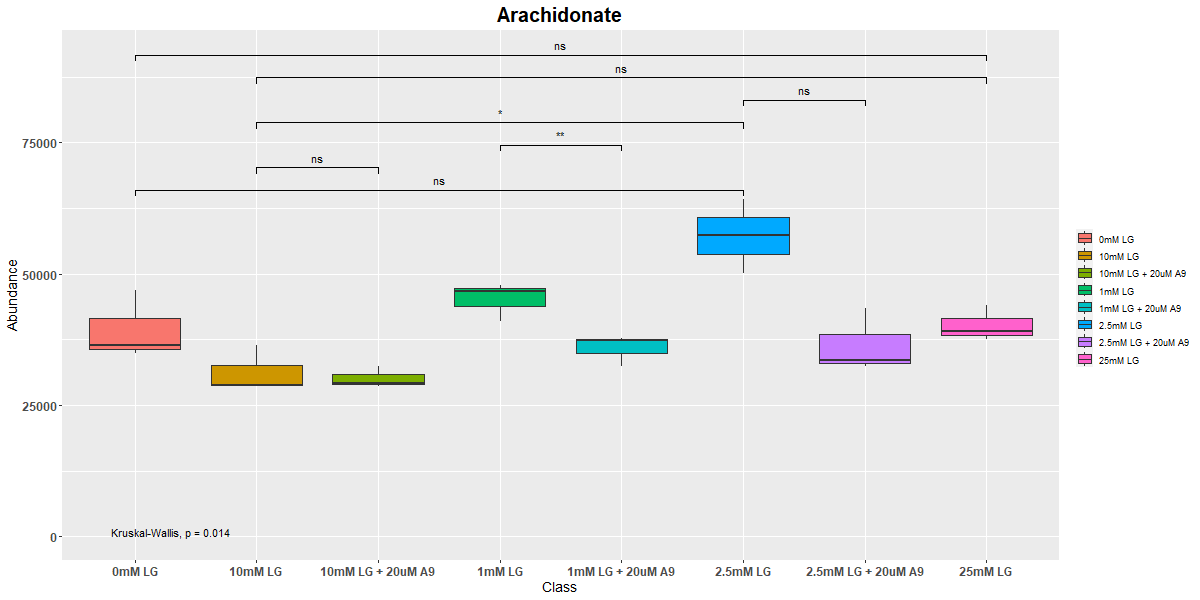 Arachidonate
ns
ns
ns
*
**
ns
ns
75000
50000
25000
0
Abundance
Kruskal-Wallis, p = 0.014
0mM LG
10mM LG
10mM LG + 20uM A9
1mM LG
1mM LG + 20uM A9
2.5mM LG
2.5mM LG + 20uM A9
25mM LG
Class
0mM LG
10mM LG
10mM LG + 20uM A9
1mM LG
1mM LG + 20uM A9
2.5mM LG
2.5mM LG + 20uM A9
25mM LG